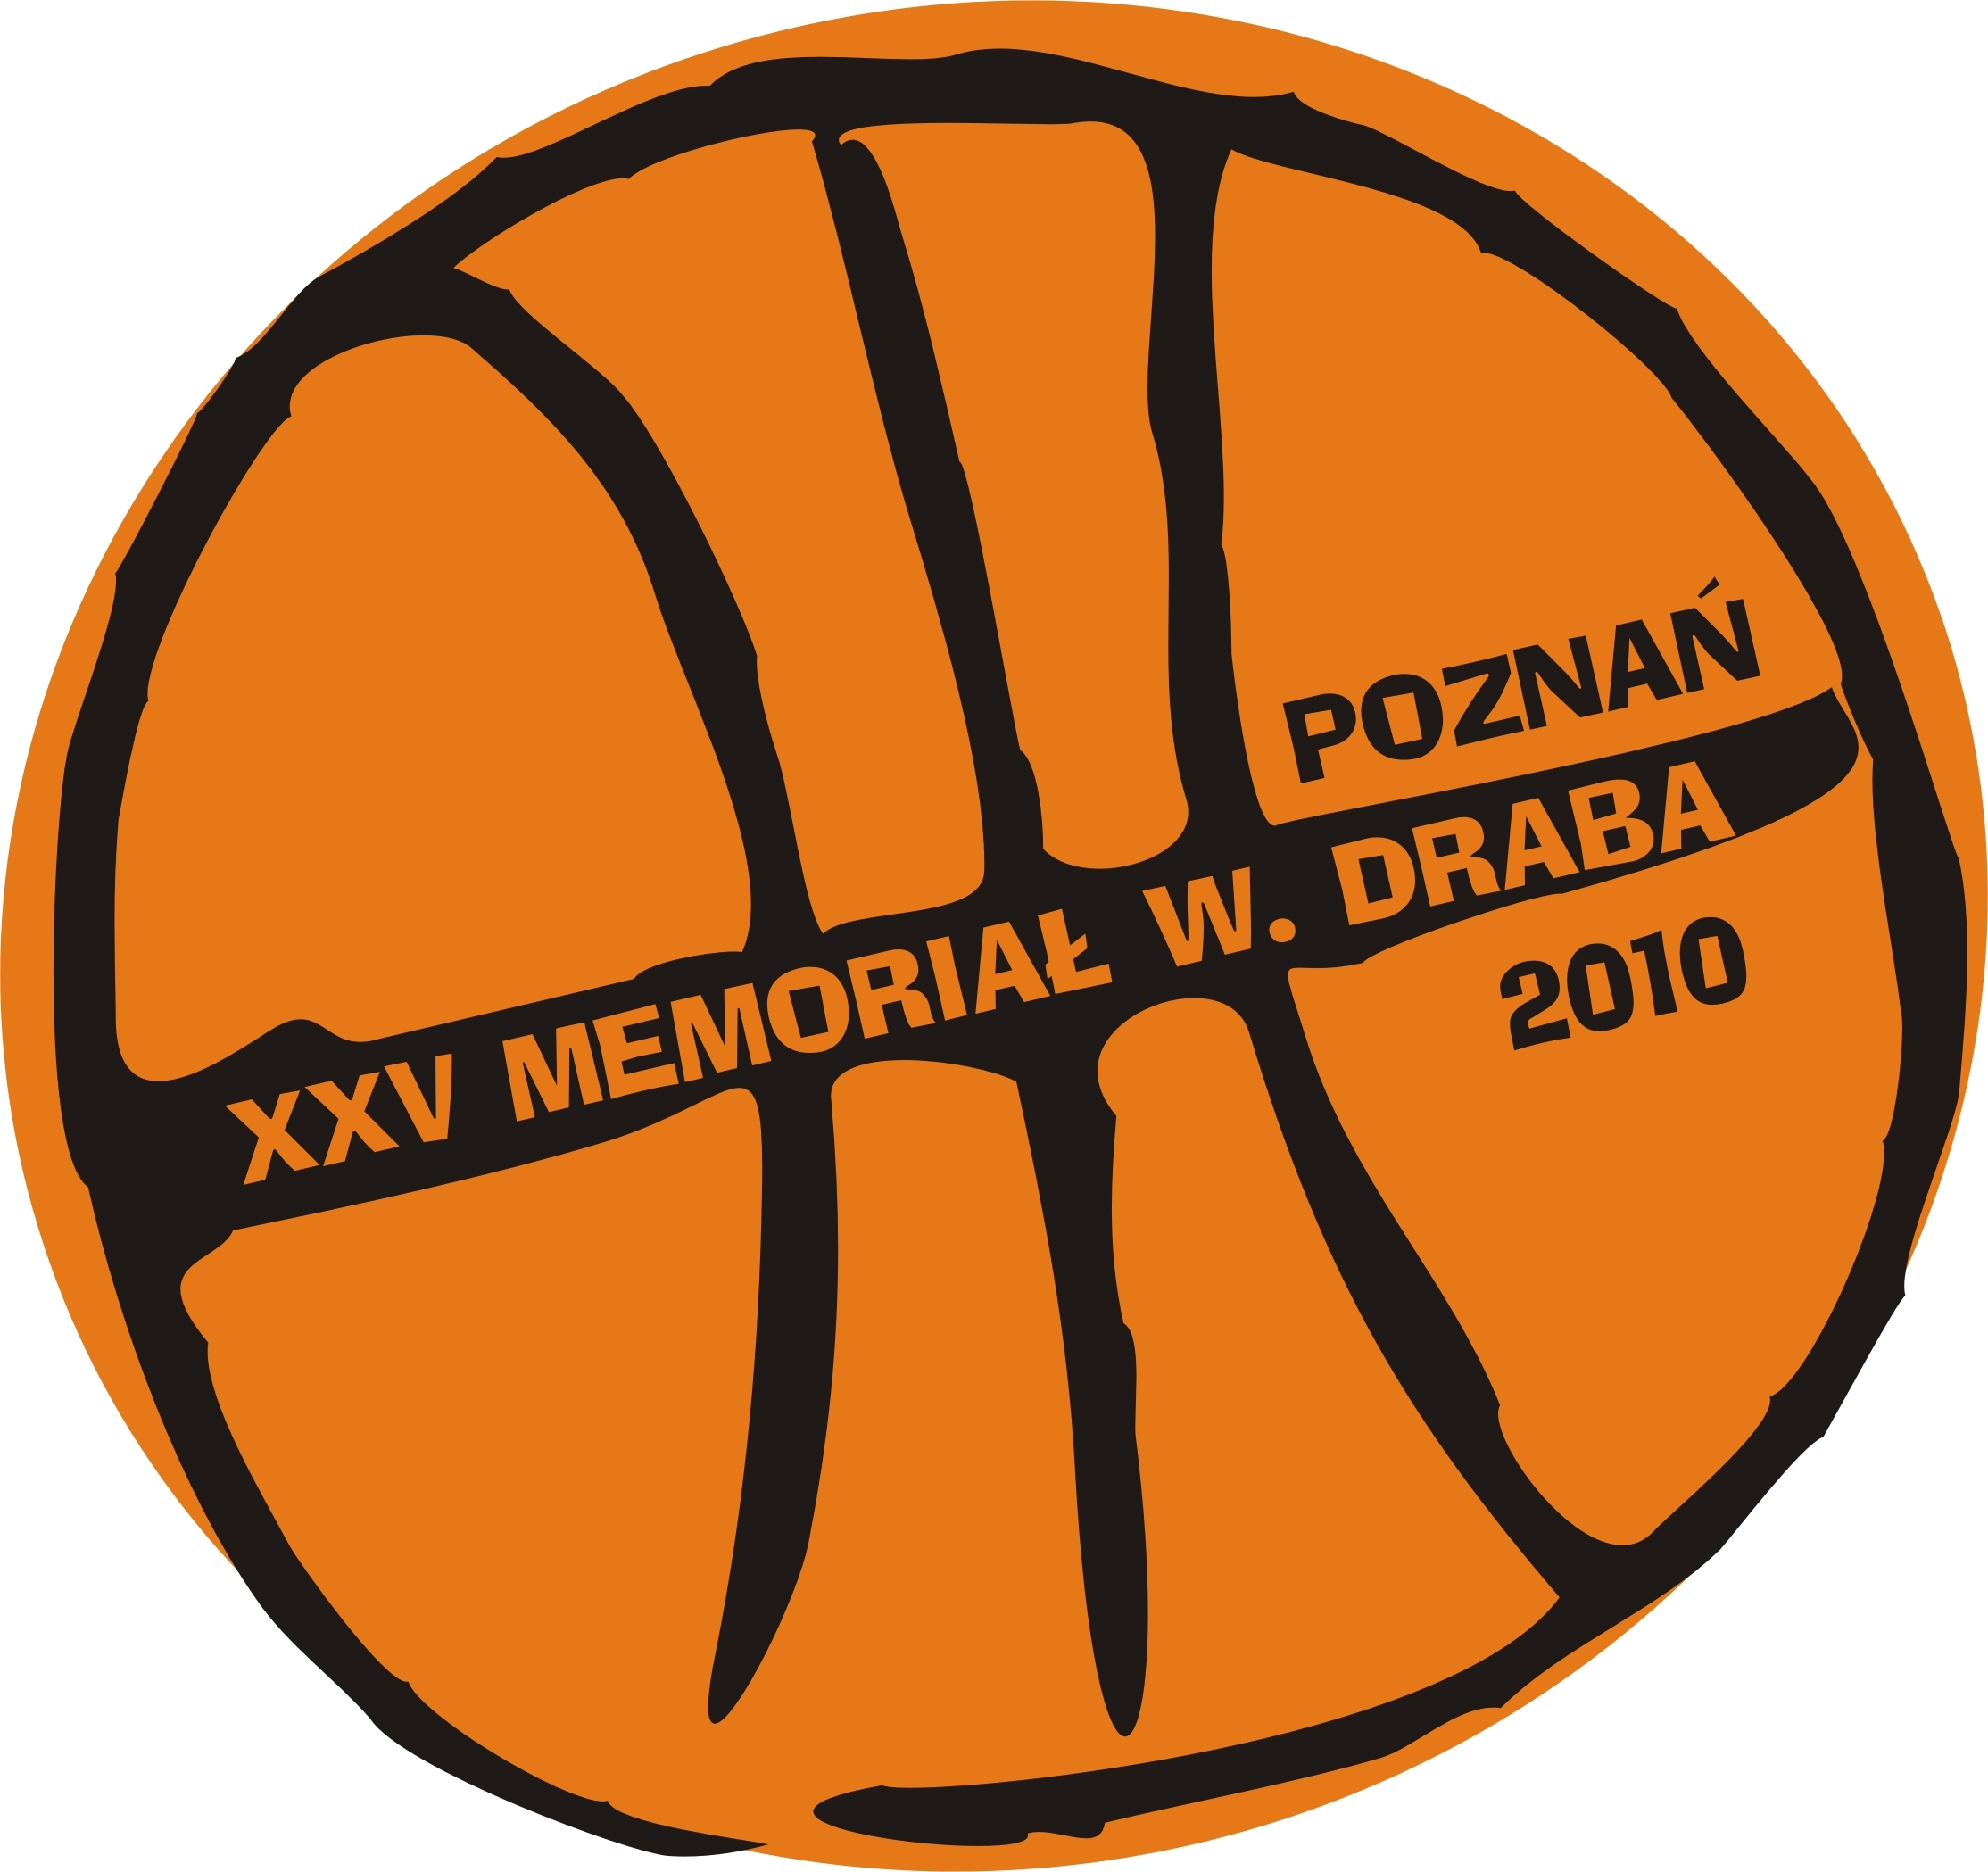 POZNAŃ
XXV MEMORIAŁ W. DRABA
2010